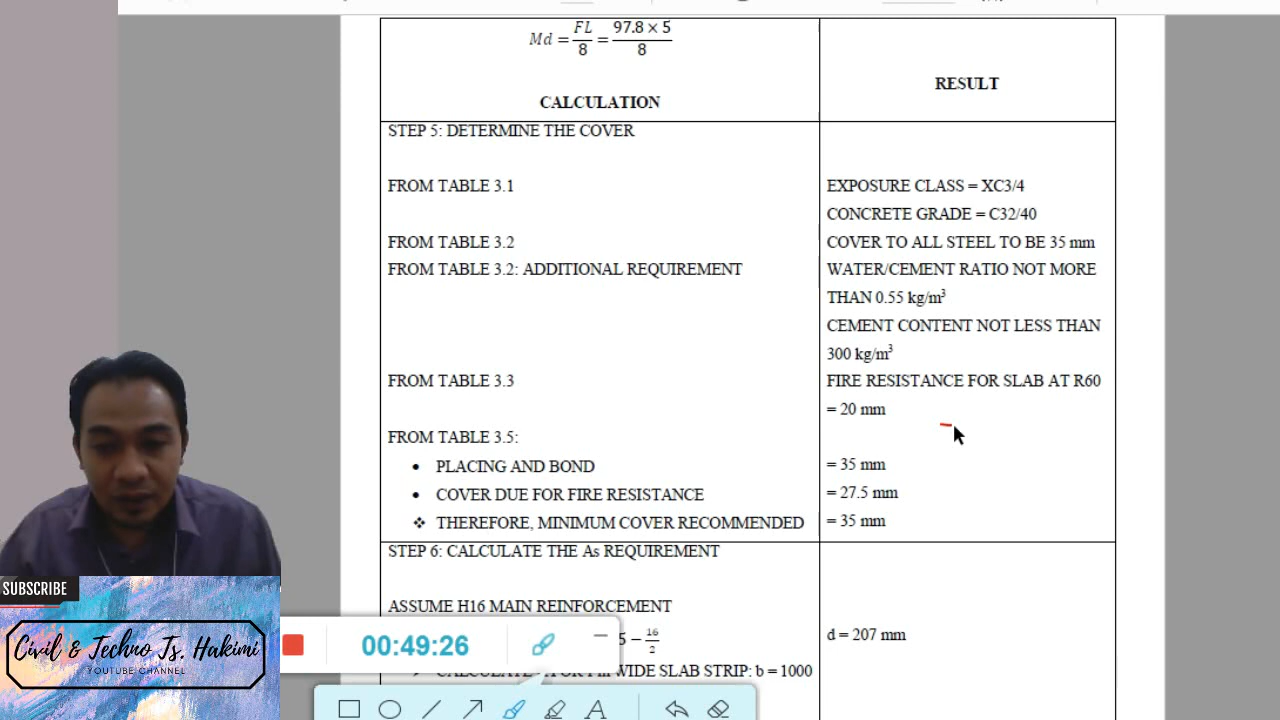 Md = FL/8 = 97.8 × 5/8
CALCULATION
RESULT
STEP 5: DETERMINE THE COVER
FROM TABLE 3.1
EXPOSURE CLASS = XC3/4
CONCRETE GRADE = C32/40
FROM TABLE 3.2
COVER TO ALL STEEL TO BE 35 mm
FROM TABLE 3.2: ADDITIONAL REQUIREMENT
WATER/CEMENT RATIO NOT MORE
THAN 0.55 kg/m³
CEMENT CONTENT NOT LESS THAN
300 kg/m³
FROM TABLE 3.3
FIRE RESISTANCE FOR SLAB AT R60
= 20 mm
FROM TABLE 3.5:
• PLACING AND BOND
= 35 mm
• COVER DUE FOR FIRE RESISTANCE
= 27.5 mm
❖ THEREFORE, MINIMUM COVER RECOMMENDED
= 35 mm
STEP 6: CALCULATE THE As REQUIREMENT
ASSUME H16 MAIN REINFORCEMENT
5 − 16/2
d = 207 mm
WIDE SLAB STRIP: b = 1000
SUBSCRIBE
Civil & Techno Ts. Hakimi
YOUTUBE CHANNEL
00:49:26
A